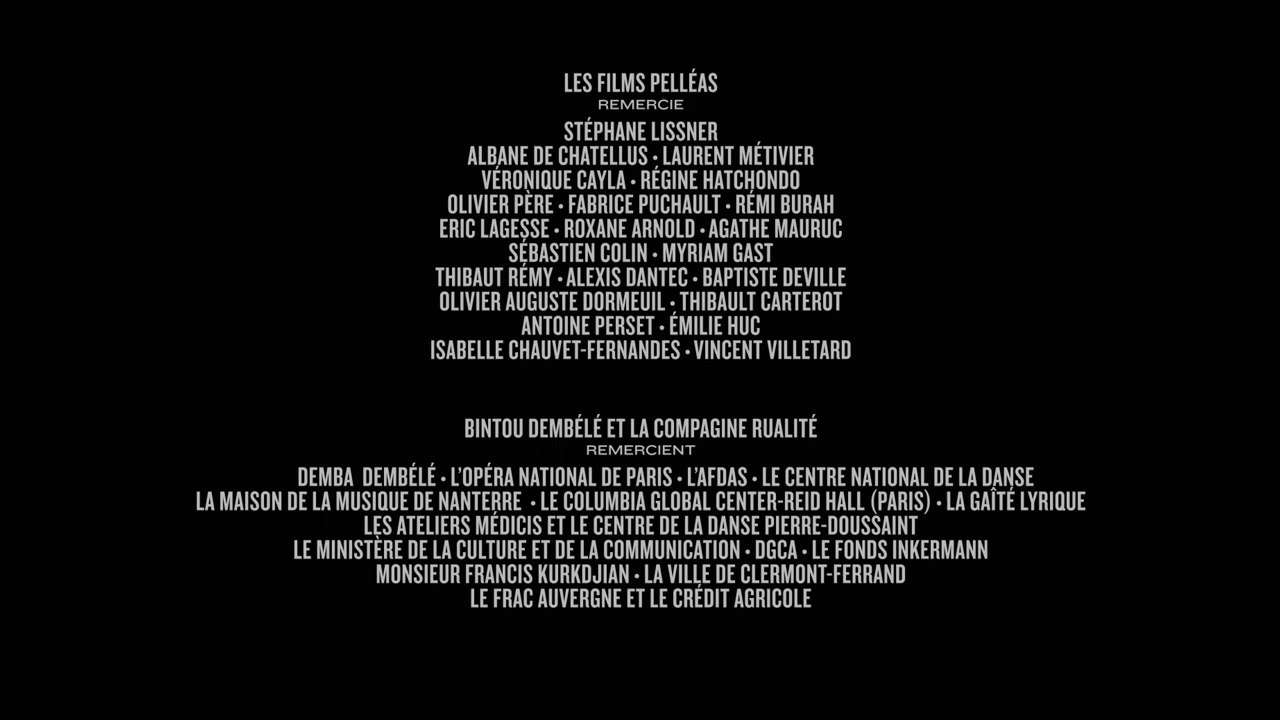 LES FILMS PELLÉAS
REMERCIE
STÉPHANE LISSNER
ALBANE DE CHATELLUS • LAURENT MÉTIVIER
VÉRONIQUE CAYLA • RÉGINE HATCHONDO
OLIVIER PÈRE • FABRICE PUCHAULT • RÉMI BURAH
ERIC LAGESSE • ROXANE ARNOLD • AGATHE MAURUC
SÉBASTIEN COLIN • MYRIAM GAST
THIBAUT RÉMY • ALEXIS DANTEC • BAPTISTE DEVILLE
OLIVIER AUGUSTE DORMEUIL • THIBAULT CARTEROT
ANTOINE PERSET • ÉMILIE HUC
ISABELLE CHAUVET-FERNANDES • VINCENT VILLETARD
BINTOU DEMBÉLÉ ET LA COMPAGINE RUALITÉ
REMERCIENT
DEMBA DEMBÉLÉ • L'OPÉRA NATIONAL DE PARIS • L'AFDAS • LE CENTRE NATIONAL DE LA DANSE
LA MAISON DE LA MUSIQUE DE NANTERRE • LE COLUMBIA GLOBAL CENTER-REID HALL (PARIS) • LA GAÎTÉ LYRIQUE
LES ATELIERS MÉDICIS ET LE CENTRE DE LA DANSE PIERRE-DOUSSAINT
LE MINISTÈRE DE LA CULTURE ET DE LA COMMUNICATION • DGCA • LE FONDS INKERMANN
MONSIEUR FRANCIS KURKDJIAN • LA VILLE DE CLERMONT-FERRAND
LE FRAC AUVERGNE ET LE CRÉDIT AGRICOLE